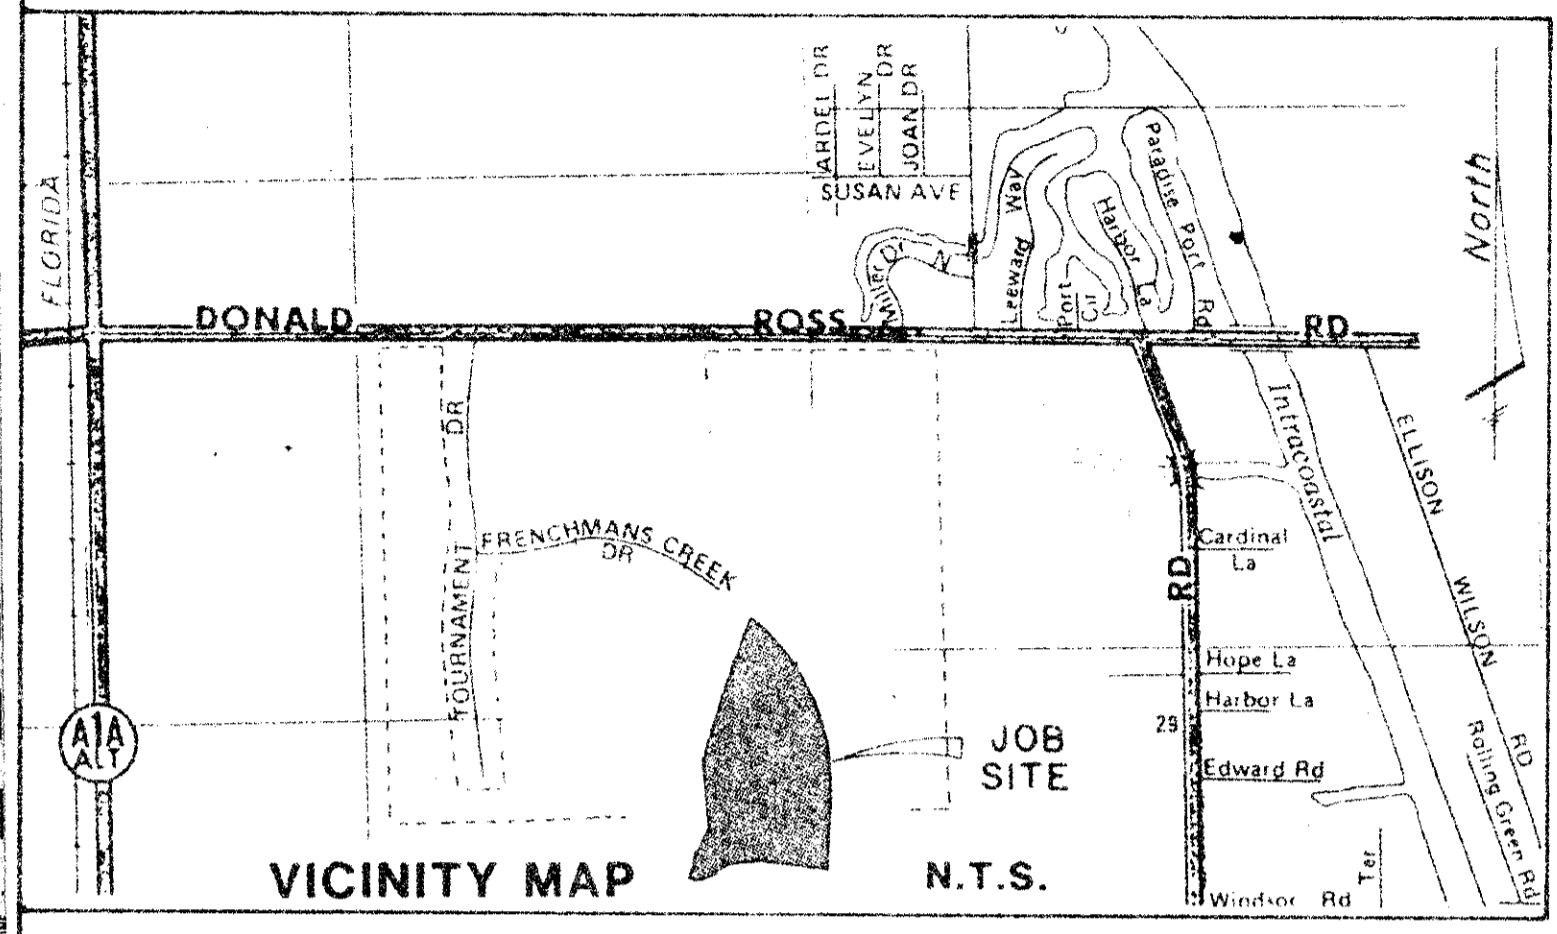 FLORIDA
ARDEL DR
EVELYN DR
JOAN DR
SUSAN AVE
Miller Dr N
Leeward Way
Port Cir
Harbor La
Paradise Port Rd
North
DONALD ROSS RD
TOURNAMENT DR
FRENCHMANS CREEK
DR
Intracoastal
ELLISON WILSON RD
RD
Cardinal
La
Hope La
Harbor La
29
Edward Rd
Rolling Green Rd
A1A
ALT
JOB
SITE
Ter
Windsor Rd
VICINITY MAP
N.T.S.